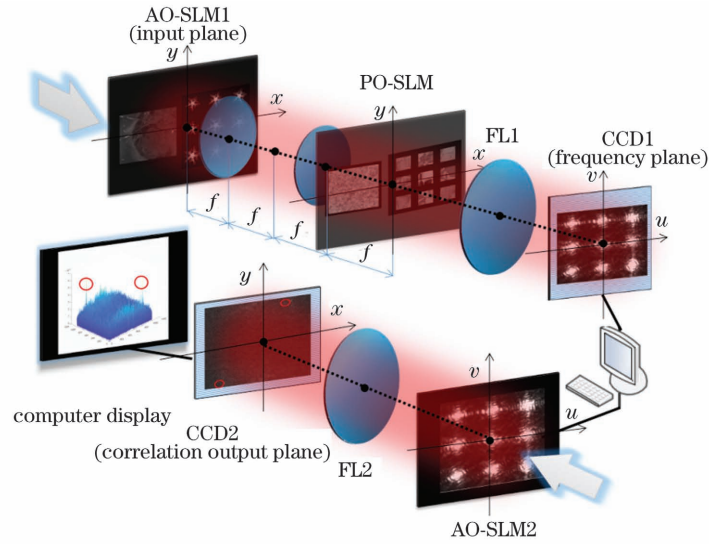 AO-SLM1
(input plane)
y
x
PO-SLM
y
x
FL1
CCD1
(frequency plane)
v
u
f
f
f
f
y
x
v
u
computer display
CCD2
(correlation output plane)
FL2
AO-SLM2